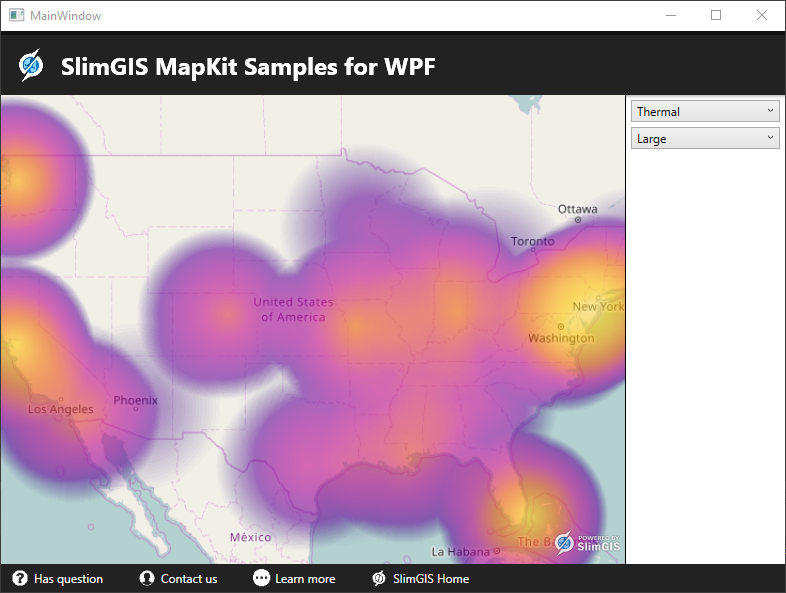 MainWindow
SlimGIS MapKit Samples for WPF
Thermal
Large
Ottawa
Toronto
United States
of America
New York
Washington
Phoenix
Los Angeles
México
La Habana
The Ba
POWERED BY
SlimGIS
Has question
Contact us
Learn more
SlimGIS Home